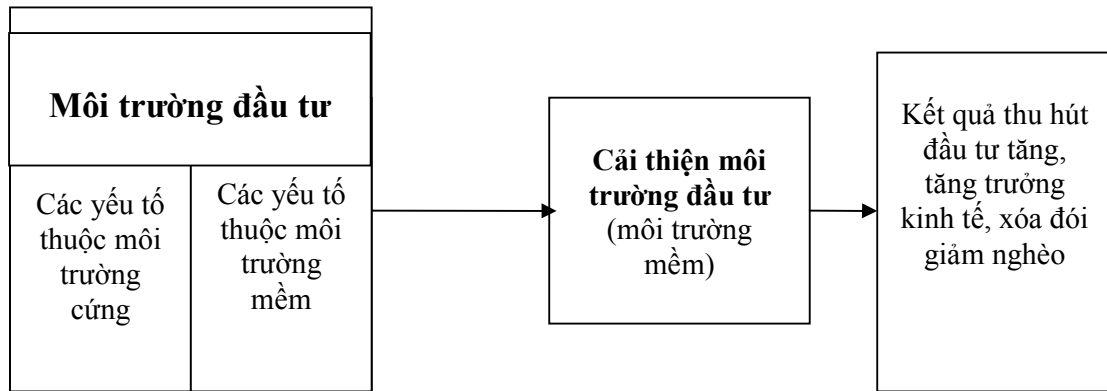 Môi trường đầu tư
Các yếu tố
thuộc môi
trường
cứng
Các yếu tố
thuộc môi
trường
mềm
Cải thiện môi
trường đầu tư
(môi trường
mềm)
Kết quả thu hút
đầu tư tăng,
tăng trưởng
kinh tế, xóa đói
giảm nghèo